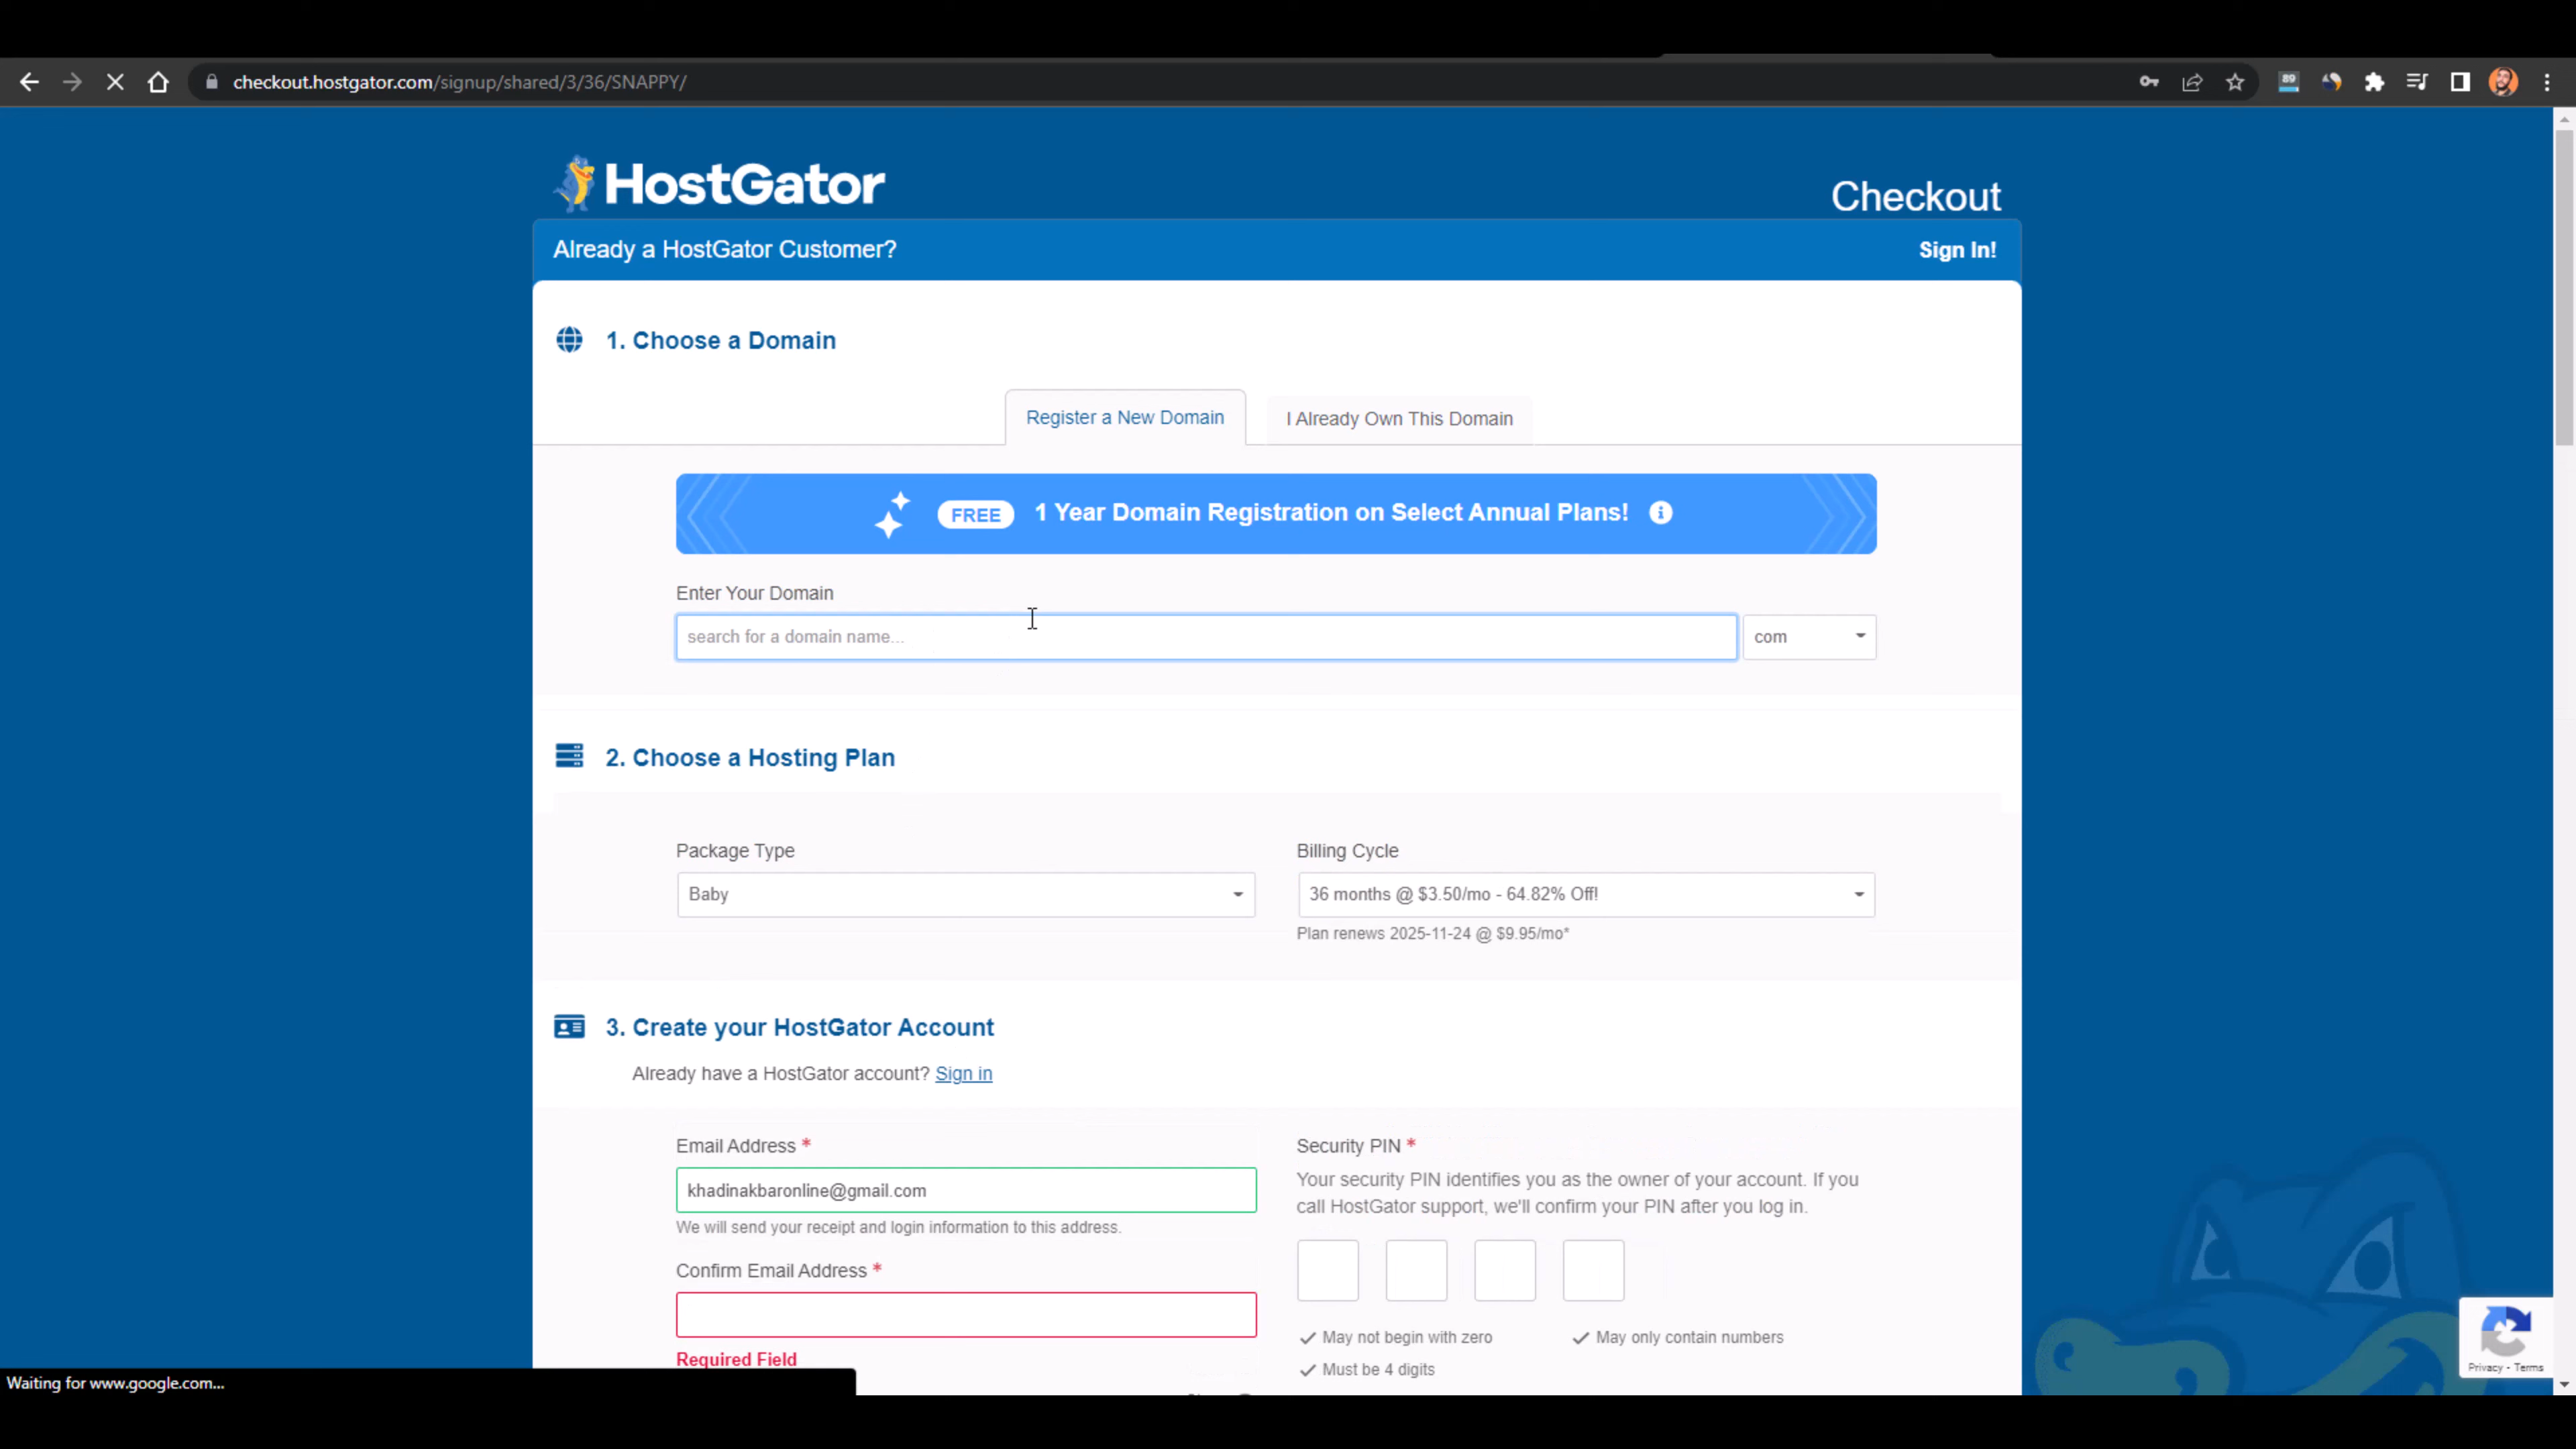 checkout.hostgator.com/signup/shared/3/36/SNAPPY/
89
HostGator
Checkout
Already a HostGator Customer?
Sign In!
1. Choose a Domain
Register a New Domain
I Already Own This Domain
FREE 1 Year Domain Registration on Select Annual Plans!
Enter Your Domain
search for a domain name...
com
2. Choose a Hosting Plan
Package Type
Billing Cycle
Baby
36 months @ $3.50/mo - 64.82% Off!
Plan renews 2025-11-24 @ $9.95/mo*
3. Create your HostGator Account
Already have a HostGator account? Sign in
Email Address *
Security PIN *
khadinakbaronline@gmail.com
Your security PIN identifies you as the owner of your account. If you
call HostGator support, we'll confirm your PIN after you log in.
We will send your receipt and login information to this address.
Confirm Email Address *
May not begin with zero
May only contain numbers
Required Field
Must be 4 digits
Privacy - Terms
Waiting for www.google.com...